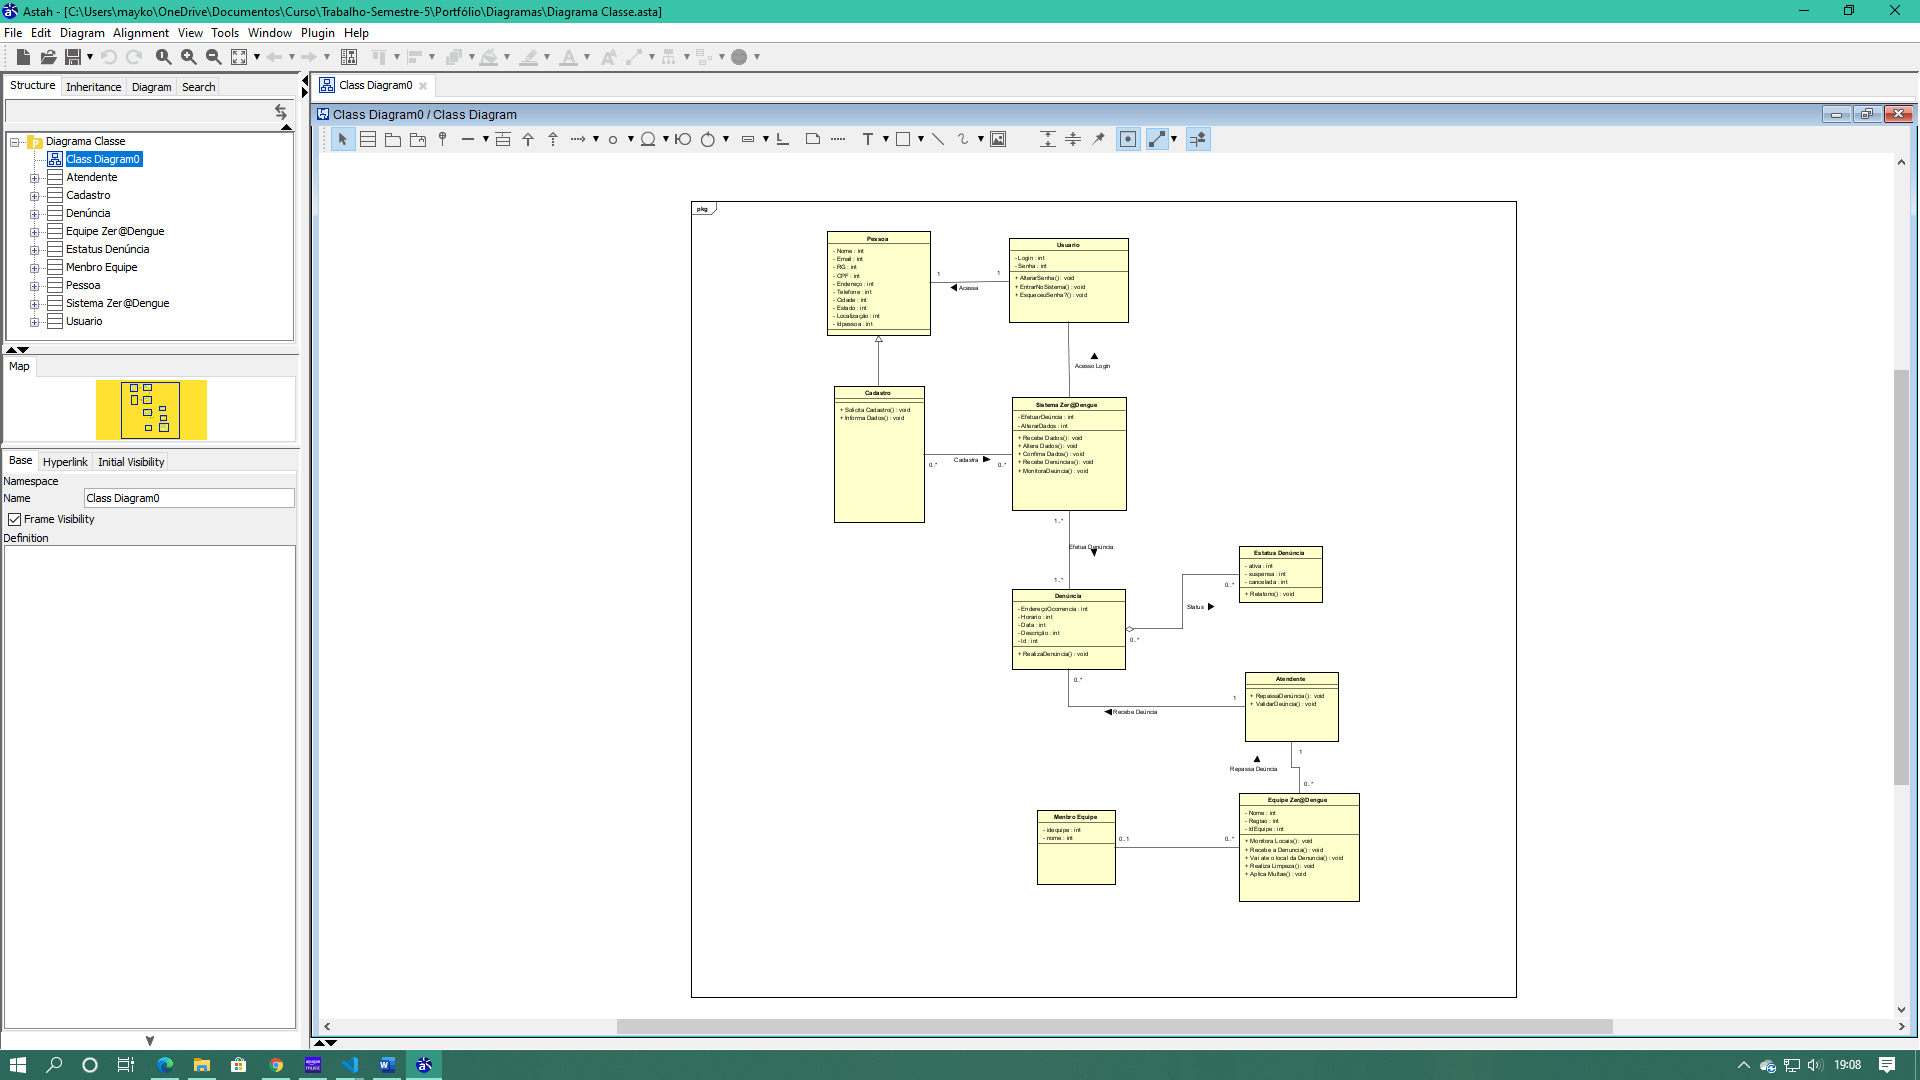 Astah - [C:\Users\mayko\OneDrive\Documentos\Curso\Trabalho-Semestre-5\Portfólio\Diagramas\Diagrama Classe.asta]
File Edit Diagram Alignment View Tools Window Plugin Help
Structure Inheritance Diagram Search
Diagrama Classe
Class Diagram0
Atendente
Cadastro
Denúncia
Equipe Zer@Dengue
Estatus Denúncia
Menbro Equipe
Pessoa
Sistema Zer@Dengue
Usuario
Map
Base Hyperlink Initial Visibility
Namespace
Name Class Diagram0
Frame Visibility
Definition
Class Diagram0
Class Diagram0 / Class Diagram
pkg
Pessoa
- Nome : int
- Email : int
- RG : int
- CPF : int
- Endereço : int
- Telefone : int
- Cidade : int
- Estado : int
- Localização : int
- Idpessoa : int
1
1
Acessa
Usuario
- Login : int
- Senha : int
+ AlterarSenha() : void
+ EntrarNoSistema() : void
+ EsqueceuSenha?() : void
Acesso Login
Cadastro
+ Solicita Cadastro() : void
+ Informa Dados() : void
0..*
Cadastra
0..*
Sistema Zer@Dengue
- EfetuarDeúncia : int
- AlterarDados : int
+ Recebe Dados() : void
+ Altera Dados() : void
+ Confima Dados() : void
+ Recebe Denúncias() : void
+ MonitoraDeúncia() : void
1..*
Efetua Denúncia
1..*
Denúncia
- EndereçoOcorrencia : int
- Horario : int
- Data : int
- Descrição : int
- Id : int
+ RealizaDenúncia() : void
0..*
Status
0..*
Estatus Denúncia
- ativa : int
- suspensa : int
- cancelada : int
+ Relatorio() : void
0..*
1
Recebe Deúncia
Atendente
+ RepassaDenúncia() : void
+ ValidarDeúncia() : void
1
Repassa Deúncia
0..*
Equipe Zer@Dengue
- Nome : int
- Regiao : int
- IdEquipe : int
+ Monitora Locais() : void
+ Recebe a Denuncia() : void
+ Vai ate o local da Denuncia() : void
+ Realiza Limpeza() : void
+ Aplica Multas() : void
Menbro Equipe
- idequipe : int
- nome : int
0..1
0..*
19:08